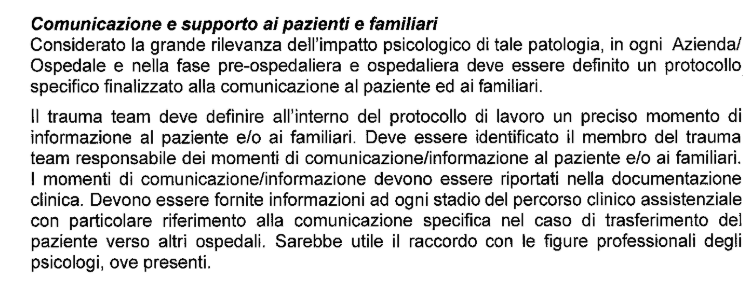 Comunicazione e supporto ai pazienti e familiari
Considerato la grande rilevanza dell'impatto psicologico di tale patologia, in ogni Azienda/
Ospedale e nella fase pre-ospedaliera e ospedaliera deve essere definito un protocollo
specifico finalizzato alla comunicazione al paziente ed ai familiari.
Il trauma team deve definire all'interno del protocollo di lavoro un preciso momento di
informazione al paziente e/o ai familiari. Deve essere identificato il membro del trauma
team responsabile dei momenti di comunicazione/informazione al paziente e/o ai familiari.
I momenti di comunicazione/informazione devono essere riportati nella documentazione
clinica. Devono essere fornite informazioni ad ogni stadio del percorso clinico assistenziale
con particolare riferimento alla comunicazione specifica nel caso di trasferimento del
paziente verso altri ospedali. Sarebbe utile il raccordo con le figure professionali degli
psicologi, ove presenti.